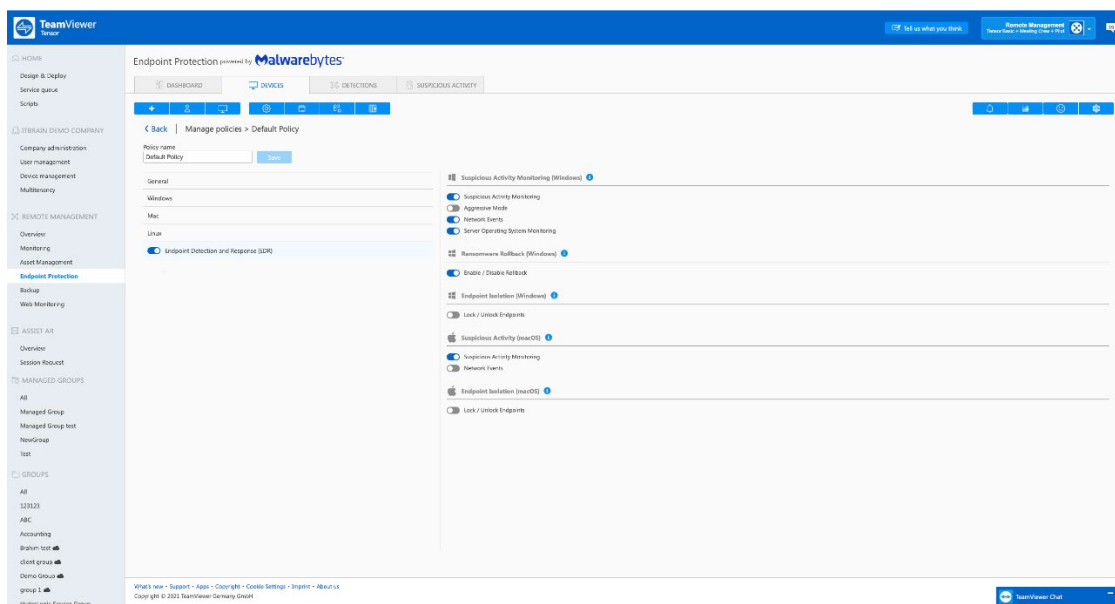 TeamViewer
Tensor
Tell us what you think
Remote Management
Tensor Basic + Meeting Crew + Pilot
HOME
Design & Deploy
Service queue
Scripts
ITBRAIN DEMO COMPANY
Company administration
User management
Device management
Multitenancy
REMOTE MANAGEMENT
Overview
Monitoring
Asset Management
Endpoint Protection
Backup
Web Monitoring
ASSIST AR
Overview
Session Request
MANAGED GROUPS
All
Managed Group
Managed Group test
NewGroup
Test
GROUPS
All
123123
ABC
Accounting
Brahim test
client group
Demo Group
group 1
Endpoint Protection powered by Malwarebytes
DASHBOARD
DEVICES
DETECTIONS
SUSPICIOUS ACTIVITY
Back | Manage policies > Default Policy
Policy name
Default Policy
Save
General
Windows
Mac
Linux
Endpoint Detection and Response (EDR)
Suspicious Activity Monitoring (Windows)
Suspicious Activity Monitoring
Aggressive Mode
Network Events
Server Operating System Monitoring
Ransomware Rollback (Windows)
Enable / Disable Rollback
Endpoint Isolation (Windows)
Lock / Unlock Endpoints
Suspicious Activity (macOS)
Suspicious Activity Monitoring
Network Events
Endpoint Isolation (macOS)
Lock / Unlock Endpoints
What's new • Support • Apps • Copyright • Cookie Settings • Imprint • About us
Copyright © 2021 TeamViewer Germany GmbH
TeamViewer Chat